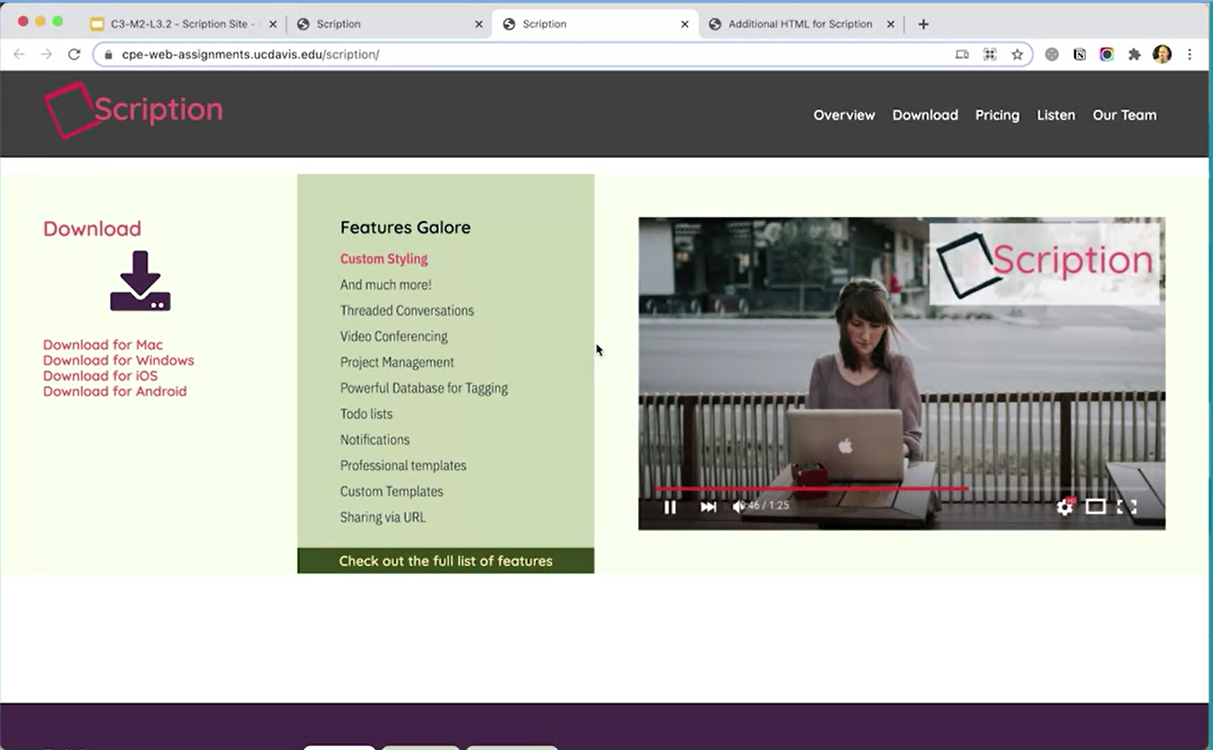 C3-M2-L3.2 - Scription Site -
Scription
Scription
Additional HTML for Scription
cpe-web-assignments.ucdavis.edu/scription/
Scription
Overview Download Pricing Listen Our Team
Download
Download for Mac
Download for Windows
Download for iOS
Download for Android
Features Galore
Custom Styling
And much more!
Threaded Conversations
Video Conferencing
Project Management
Powerful Database for Tagging
Todo lists
Notifications
Professional templates
Custom Templates
Sharing via URL
Check out the full list of features
Scription
:46 / 1:25